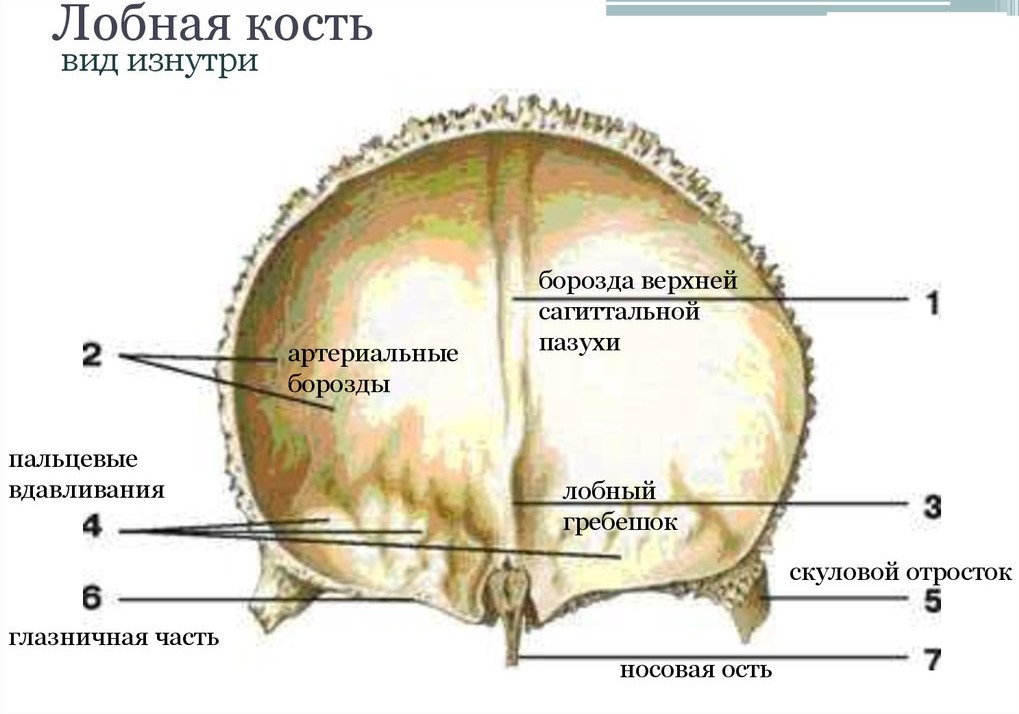 Лобная кость
вид изнутри
борозда верхней
сагиттальной
пазухи
1
2
артериальные
борозды
пальцевые
вдавливания
лобный
гребешок
3
4
скуловой отросток
5
6
глазничная часть
носовая ость
7